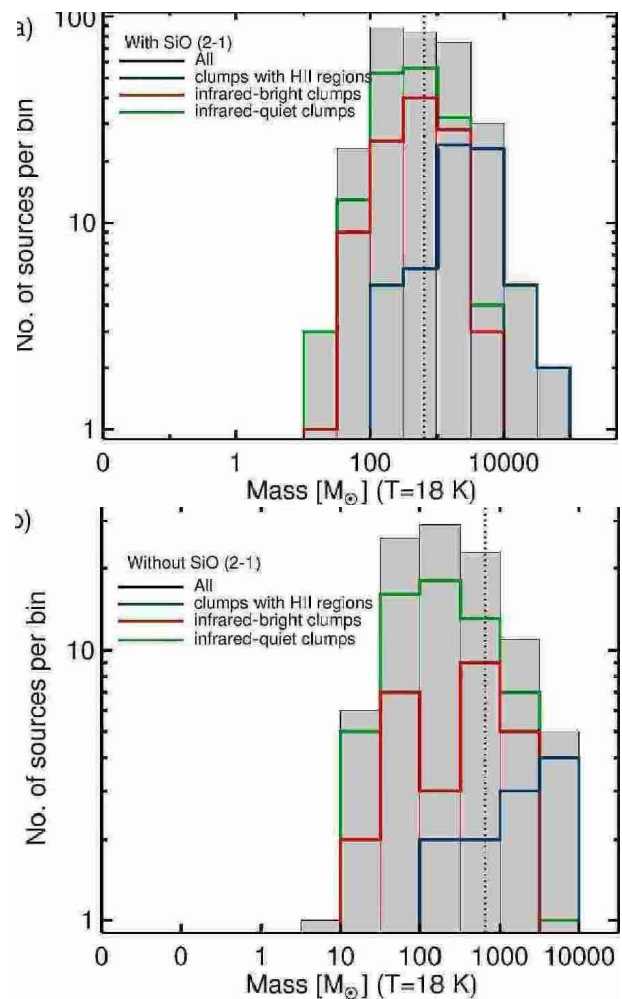 a)
With SiO (2-1)
All
clumps with HII regions
infrared-bright clumps
infrared-quiet clumps
No. of sources per bin
100
10
1
0 1 100 10000
Mass [M⊙] (T=18 K)
b)
Without SiO (2-1)
All
clumps with HII regions
infrared-bright clumps
infrared-quiet clumps
No. of sources per bin
10
1
0 0 1 10 100 1000 10000
Mass [M⊙] (T=18 K)